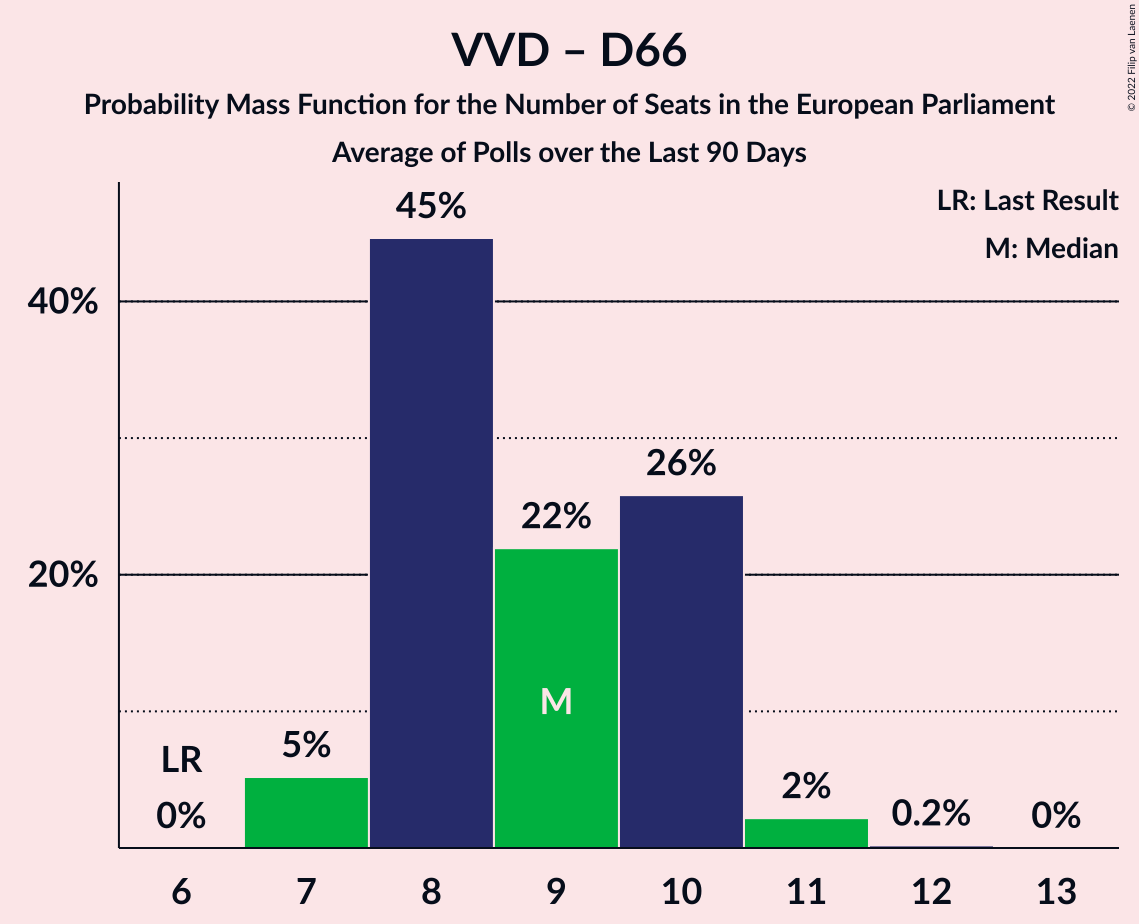 VVD – D66
Probability Mass Function for the Number of Seats in the European Parliament
Average of Polls over the Last 90 Days
© 2022 Filip van Laenen
LR: Last Result
M: Median
40%
20%
LR
0%
5%
45%
22%
M
26%
2%
0.2%
0%
6 7 8 9 10 11 12 13